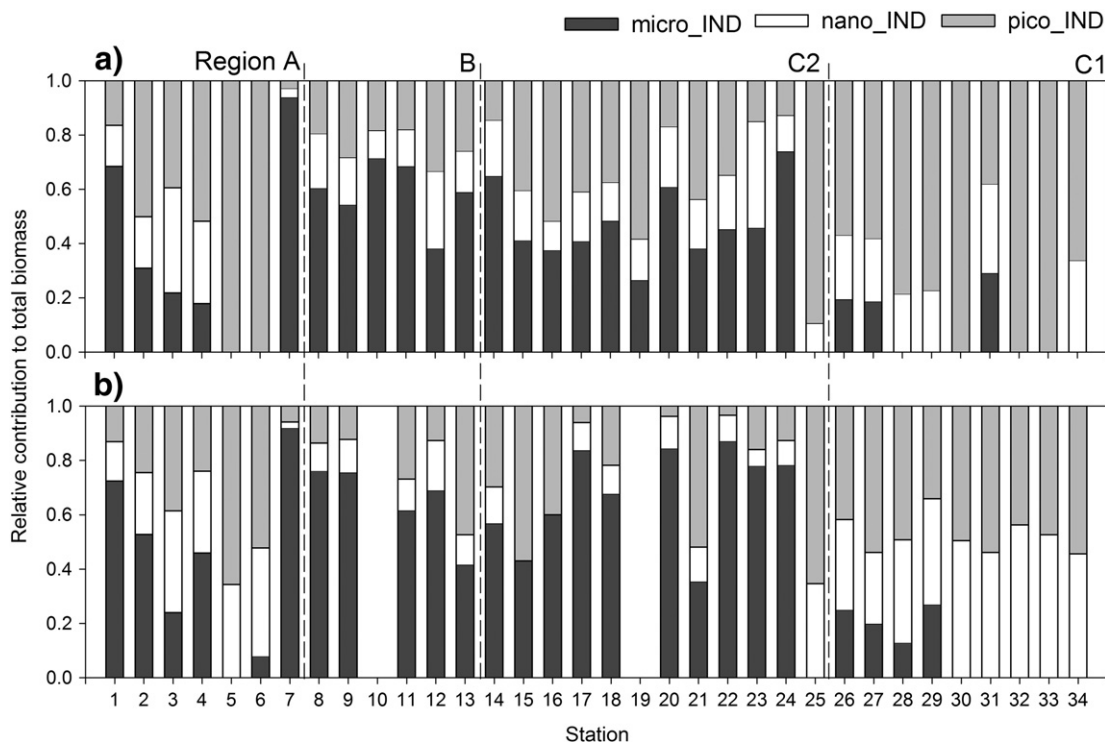 micro_IND nano_IND pico_IND
a) Region A B C2 C1
1.0
0.8
0.6
0.4
0.2
0.0
b)
1.0
0.8
0.6
0.4
0.2
0.0
Relative contribution to total biomass
1 2 3 4 5 6 7 8 9 10 11 12 13 14 15 16 17 18 19 20 21 22 23 24 25 26 27 28 29 30 31 32 33 34
Station